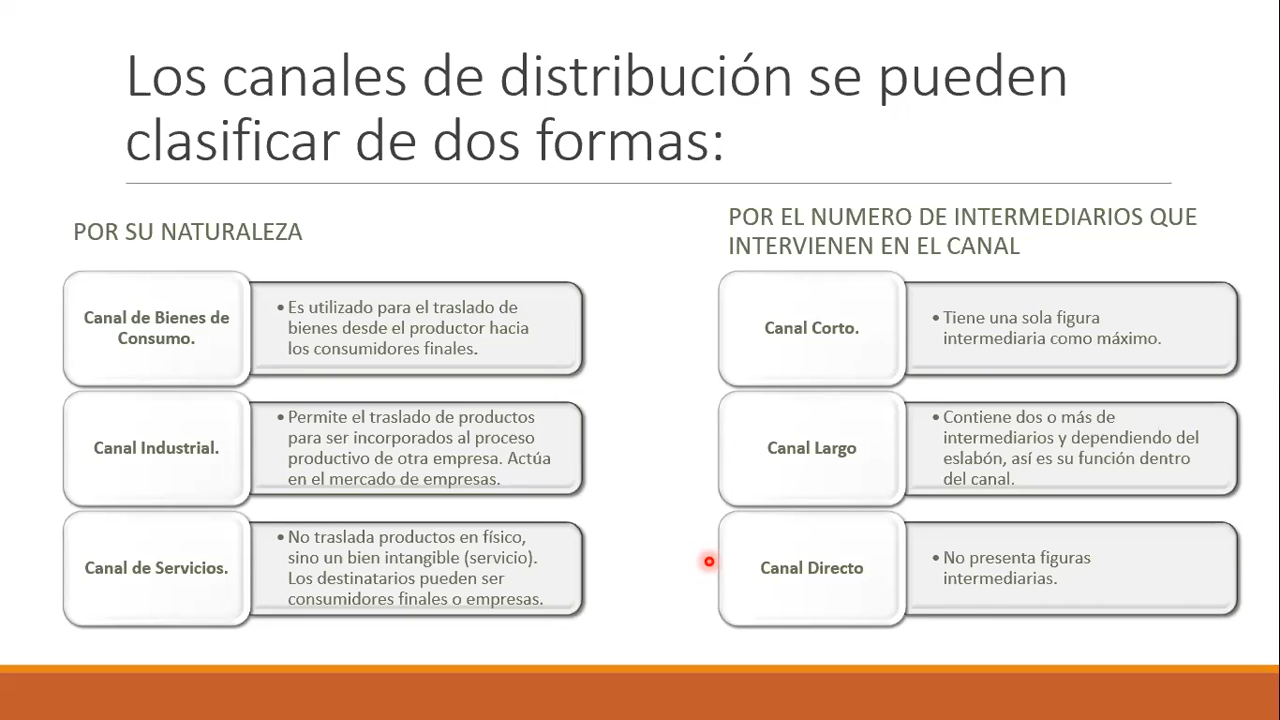 Los canales de distribución se pueden
clasificar de dos formas:
POR SU NATURALEZA
Canal de Bienes de
Consumo.
•Es utilizado para el traslado de
bienes desde el productor hacia
los consumidores finales.
Canal Industrial.
•Permite el traslado de productos
para ser incorporados al proceso
productivo de otra empresa. Actúa
en el mercado de empresas.
Canal de Servicios.
•No traslada productos en físico,
sino un bien intangible (servicio).
Los destinatarios pueden ser
consumidores finales o empresas.
POR EL NUMERO DE INTERMEDIARIOS QUE
INTERVIENEN EN EL CANAL
Canal Corto.
•Tiene una sola figura
intermediaria como máximo.
Canal Largo
•Contiene dos o más de
intermediarios y dependiendo del
eslabón, así es su función dentro
del canal.
Canal Directo
•No presenta figuras
intermediarias.